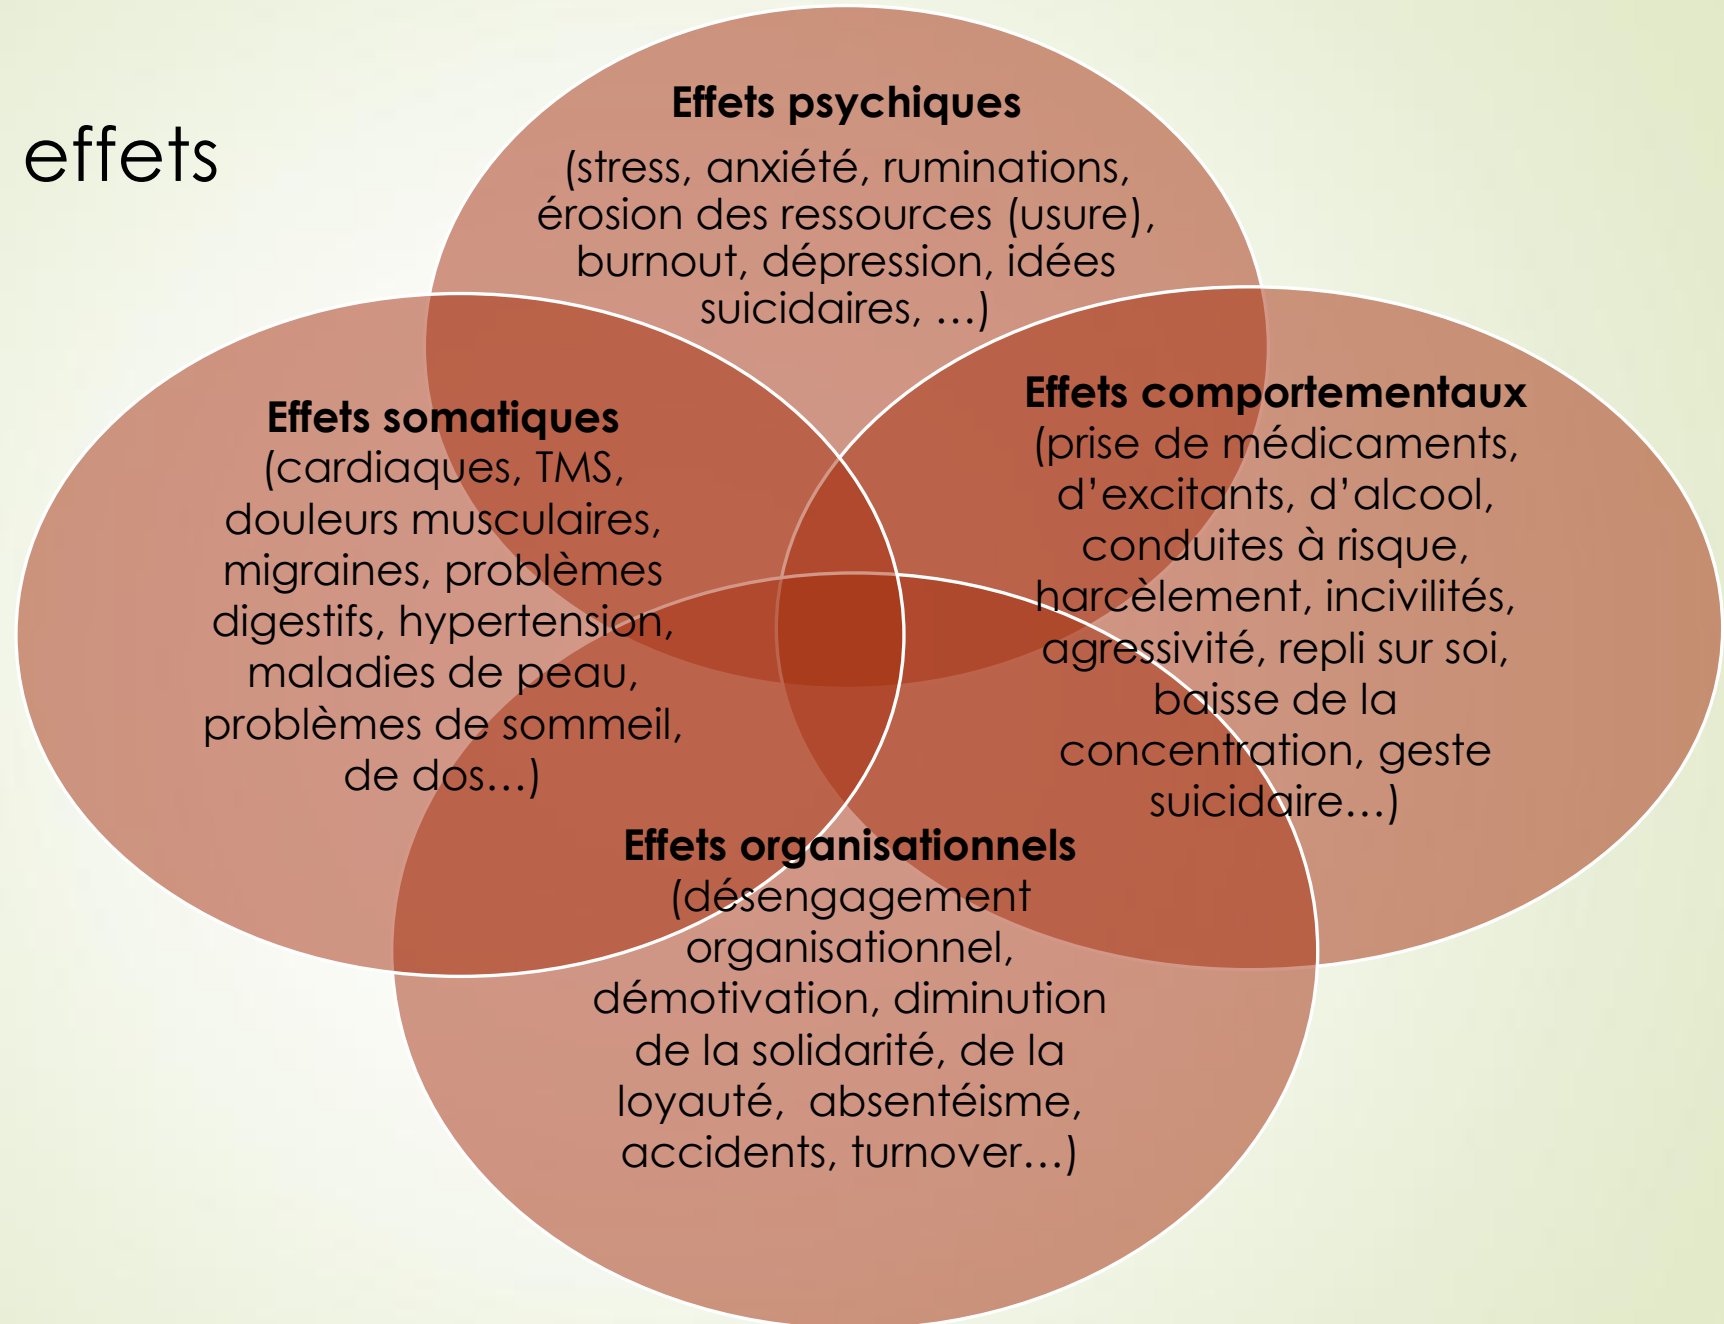 effets
Effets psychiques
(stress, anxiété, ruminations,
érosion des ressources (usure),
burnout, dépression, idées
suicidaires, …)
Effets somatiques
(cardiaques, TMS,
douleurs musculaires,
migraines, problèmes
digestifs, hypertension,
maladies de peau,
problèmes de sommeil,
de dos…)
Effets comportementaux
(prise de médicaments,
d’excitants, d’alcool,
conduites à risque,
harcèlement, incivilités,
agressivité, repli sur soi,
baisse de la
concentration, geste
suicidaire…)
Effets organisationnels
(désengagement
organisationnel,
démotivation, diminution
de la solidarité, de la
loyauté,  absentéisme,
accidents, turnover…)